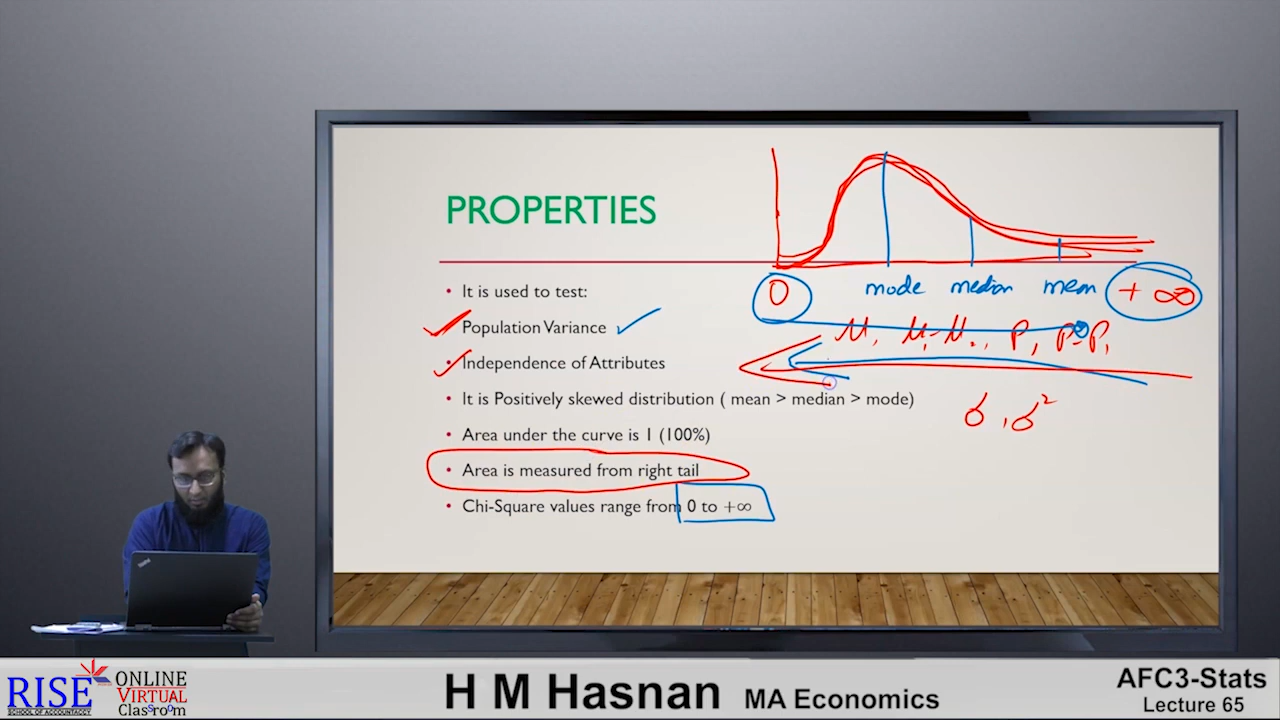 PROPERTIES
• It is used to test:
Population Variance
• Independence of Attributes
• It is Positively skewed distribution ( mean > median > mode)
• Area under the curve is 1 (100%)
• Area is measured from right tail
• Chi-Square values range from 0 to +∞
0 mode median mean + ∞
σ , σ²
ThinkPad
RISE
SCHOOL OF ACCOUNTANCY
ONLINE
VIRTUAL
Classroom
H M Hasnan MA Economics
AFC3-Stats
Lecture 65